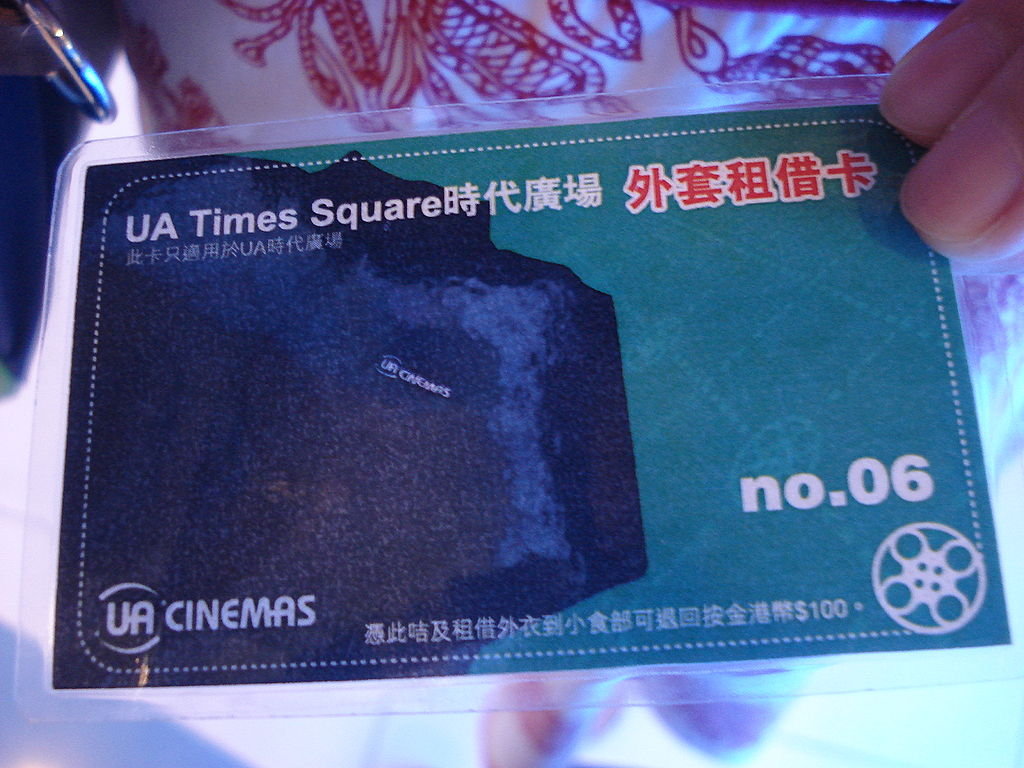 UA Times Square時代廣場 外套租借卡
此卡只適用於UA時代廣場
UA CINEMAS
no.06
UA CINEMAS
憑此咭及租借外衣到小食部可退回按金港幣$100。